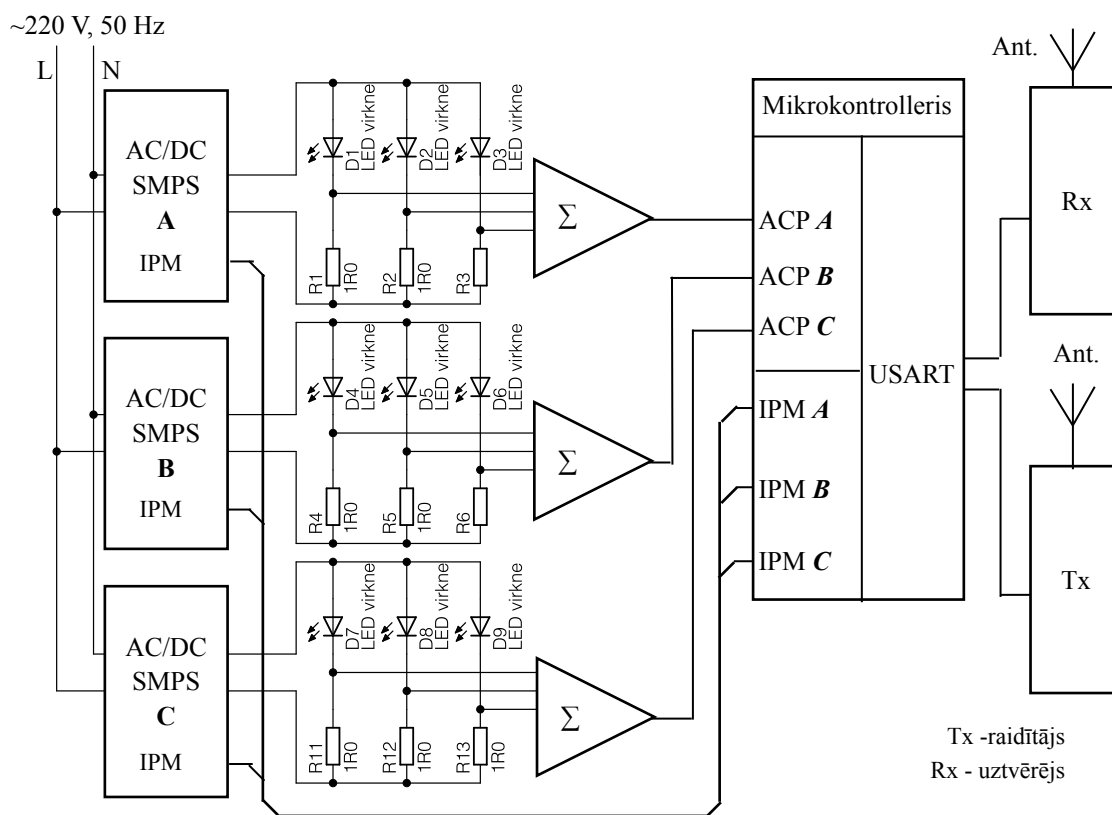 ~220 V, 50 Hz
L
N
AC/DC
SMPS
A
IPM
D1
LED virkne
D2
LED virkne
D3
LED virkne
R1
1R0
R2
1R0
R3
Σ
AC/DC
SMPS
B
IPM
D4
LED virkne
D5
LED virkne
D6
LED virkne
R4
1R0
R5
1R0
R6
Σ
AC/DC
SMPS
C
IPM
D7
LED virkne
D8
LED virkne
D9
LED virkne
R11
1R0
R12
1R0
R13
1R0
Σ
Mikrokontrolleris
ACP A
ACP B
ACP C
IPM A
IPM B
IPM C
USART
Ant.
Rx
Ant.
Tx
Tx -raidītājs
Rx - uztvērējs